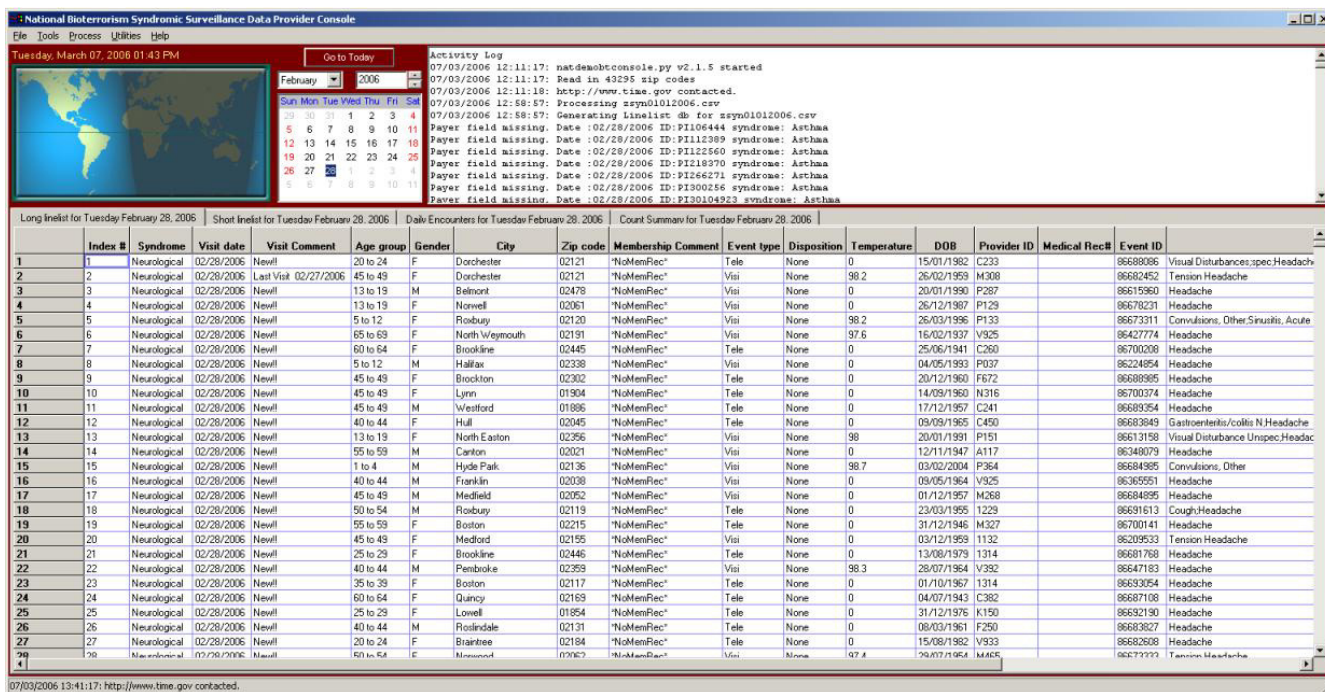 National Bioterrorism Syndromic Surveillance Data Provider Console
File Tools Process Utilities Help
Tuesday, March 07, 2006 01:43 PM
Go to Today
February 2006
Sun Mon Tue Wed Thu Fri Sat
29 30 31 1 2 3 4
5 6 7 8 9 10 11
12 13 14 15 16 17 18
19 20 21 22 23 24 25
26 27 28 1 2 3 4
5 6 7 8 9 10 11
Activity Log
07/03/2006 12:11:17: natdemobtconsole.py v2.1.5 started
07/03/2006 12:11:17: Read in 43295 zip codes
07/03/2006 12:11:18: http://www.time.gov contacted.
07/03/2006 12:58:57: Processing zsyn01012006.csv
07/03/2006 12:58:57: Generating Linelist db for zsyn01012006.csv
Payer field missing. Date :02/28/2006 ID:PI106444 syndrome: Asthma
Payer field missing. Date :02/28/2006 ID:PI112389 syndrome: Asthma
Payer field missing. Date :02/28/2006 ID:PI122560 syndrome: Asthma
Payer field missing. Date :02/28/2006 ID:PI218370 syndrome: Asthma
Payer field missing. Date :02/28/2006 ID:PI266271 syndrome: Asthma
Payer field missing. Date :02/28/2006 ID:PI300256 syndrome: Asthma
Payer field missing. Date :02/28/2006 ID:PI30104923 syndrome: Asthma
Long linelist for Tuesday February 28, 2006 Short linelist for Tuesday February 28, 2006 Daily Encounters for Tuesday February 28, 2006 Count Summary for Tuesday February 28, 2006
Index # Syndrome Visit date Visit Comment Age group Gender City Zip code Membership Comment Event type Disposition Temperature DOB Provider ID Medical Rec# Event ID
1 1 Neurological 02/28/2006 New!! 20 to 24 F Dorchester 02121 *NoMemRec* Tele None 0 15/01/1982 C233 86688086 Visual Disturbances;spec;Headach
2 2 Neurological 02/28/2006 Last Visit 02/27/2006 45 to 49 F Dorchester 02121 *NoMemRec* Visi None 98.2 26/02/1959 M308 86682452 Tension Headache
3 3 Neurological 02/28/2006 New!! 13 to 19 M Belmont 02478 *NoMemRec* Visi None 0 20/01/1990 P287 86615960 Headache
4 4 Neurological 02/28/2006 New!! 13 to 19 F Norwell 02061 *NoMemRec* Visi None 0 26/12/1987 P129 86678231 Headache
5 5 Neurological 02/28/2006 New!! 5 to 12 F Roxbury 02120 *NoMemRec* Visi None 98.2 26/03/1996 P133 86673311 Convulsions, Other;Sinusitis, Acute
6 6 Neurological 02/28/2006 New!! 65 to 69 F North Weymouth 02191 *NoMemRec* Visi None 97.6 16/02/1937 V925 86427774 Headache
7 7 Neurological 02/28/2006 New!! 60 to 64 F Brookline 02445 *NoMemRec* Tele None 0 25/06/1941 C260 86700208 Headache
8 8 Neurological 02/28/2006 New!! 5 to 12 M Halifax 02338 *NoMemRec* Visi None 0 04/05/1993 P037 86224854 Headache
9 9 Neurological 02/28/2006 New!! 45 to 49 F Brockton 02302 *NoMemRec* Tele None 0 20/12/1960 F672 86688985 Headache
10 10 Neurological 02/28/2006 New!! 45 to 49 F Lynn 01904 *NoMemRec* Tele None 0 14/09/1960 N316 86700374 Headache
11 11 Neurological 02/28/2006 New!! 45 to 49 M Westford 01886 *NoMemRec* Tele None 0 17/12/1957 C241 86689354 Headache
12 12 Neurological 02/28/2006 New!! 40 to 44 F Hull 02045 *NoMemRec* Tele None 0 09/09/1965 C450 86683849 Gastroenteritis/colitis N;Headache
13 13 Neurological 02/28/2006 New!! 13 to 19 F North Easton 02356 *NoMemRec* Visi None 98 20/01/1991 P151 86613158 Visual Disturbance Unspec;Headac
14 14 Neurological 02/28/2006 New!! 55 to 59 M Canton 02021 *NoMemRec* Visi None 0 12/11/1947 A117 86348079 Headache
15 15 Neurological 02/28/2006 New!! 1 to 4 M Hyde Park 02136 *NoMemRec* Visi None 98.7 03/02/2004 P364 86684985 Convulsions, Other
16 16 Neurological 02/28/2006 New!! 40 to 44 M Franklin 02038 *NoMemRec* Visi None 0 09/05/1964 V925 86365551 Headache
17 17 Neurological 02/28/2006 New!! 45 to 49 M Medfield 02052 *NoMemRec* Visi None 0 01/12/1957 M268 86684895 Headache
18 18 Neurological 02/28/2006 New!! 50 to 54 M Roxbury 02119 *NoMemRec* Visi None 0 23/03/1955 1229 86691613 Cough;Headache
19 19 Neurological 02/28/2006 New!! 55 to 59 F Boston 02215 *NoMemRec* Tele None 0 31/12/1946 M327 86700141 Headache
20 20 Neurological 02/28/2006 New!! 45 to 49 F Medford 02155 *NoMemRec* Visi None 0 03/12/1959 1132 86209533 Tension Headache
21 21 Neurological 02/28/2006 New!! 25 to 29 F Brookline 02446 *NoMemRec* Tele None 0 13/08/1979 1314 86681768 Headache
22 22 Neurological 02/28/2006 New!! 40 to 44 M Pembroke 02359 *NoMemRec* Visi None 98.3 28/07/1964 V392 86647183 Headache
23 23 Neurological 02/28/2006 New!! 35 to 39 F Boston 02117 *NoMemRec* Tele None 0 01/10/1967 1314 86693054 Headache
24 24 Neurological 02/28/2006 New!! 60 to 64 F Quincy 02169 *NoMemRec* Tele None 0 04/07/1943 C382 86687108 Headache
25 25 Neurological 02/28/2006 New!! 25 to 29 F Lowell 01854 *NoMemRec* Tele None 0 31/12/1976 K150 86692190 Headache
26 26 Neurological 02/28/2006 New!! 40 to 44 M Roslindale 02131 *NoMemRec* Tele None 0 08/03/1961 F250 86683827 Headache
27 27 Neurological 02/28/2006 New!! 20 to 24 F Braintree 02184 *NoMemRec* Tele None 0 15/08/1982 V933 86682608 Headache
28 28 Neurological 02/28/2006 New!! 50 to 54 F Norwood 02062 *NoMemRec* Visi None 97.4 29/07/1954 M465 86673333 Tension Headache
07/03/2006 13:41:17: http://www.time.gov contacted.